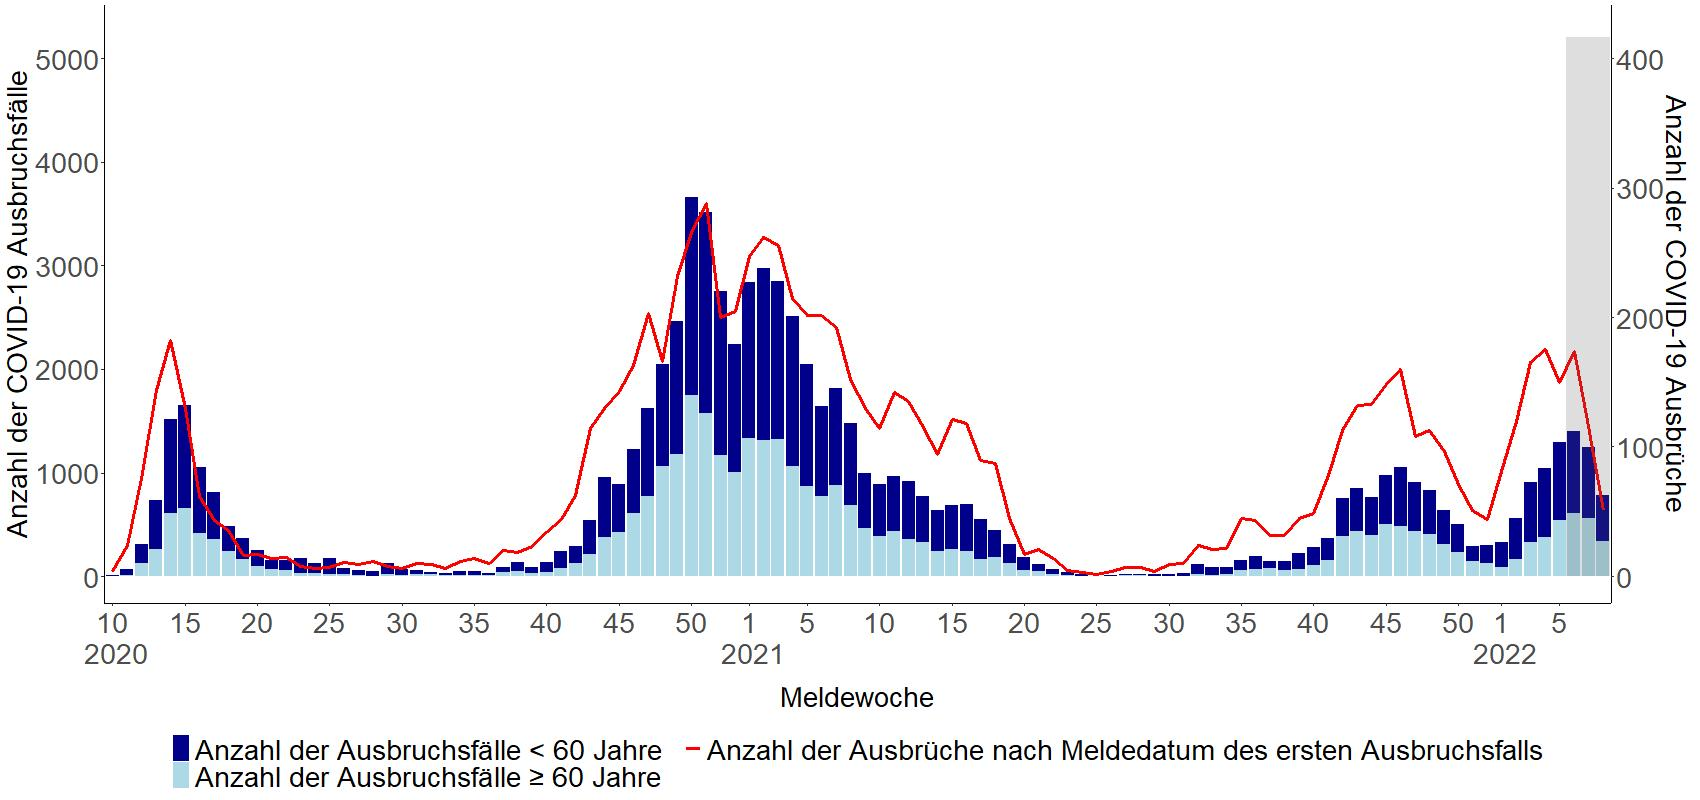 Anzahl der COVID-19 Ausbruchsfälle
5000
4000
3000
2000
1000
0
400
300
200
100
0
Anzahl der COVID-19 Ausbrüche
10 15 20 25 30 35 40 45 50 1 5 10 15 20 25 30 35 40 45 50 1 5
2020 2021 2022
Meldewoche
Anzahl der Ausbruchsfälle < 60 Jahre
Anzahl der Ausbrüche nach Meldedatum des ersten Ausbruchsfalls
Anzahl der Ausbruchsfälle ≥ 60 Jahre